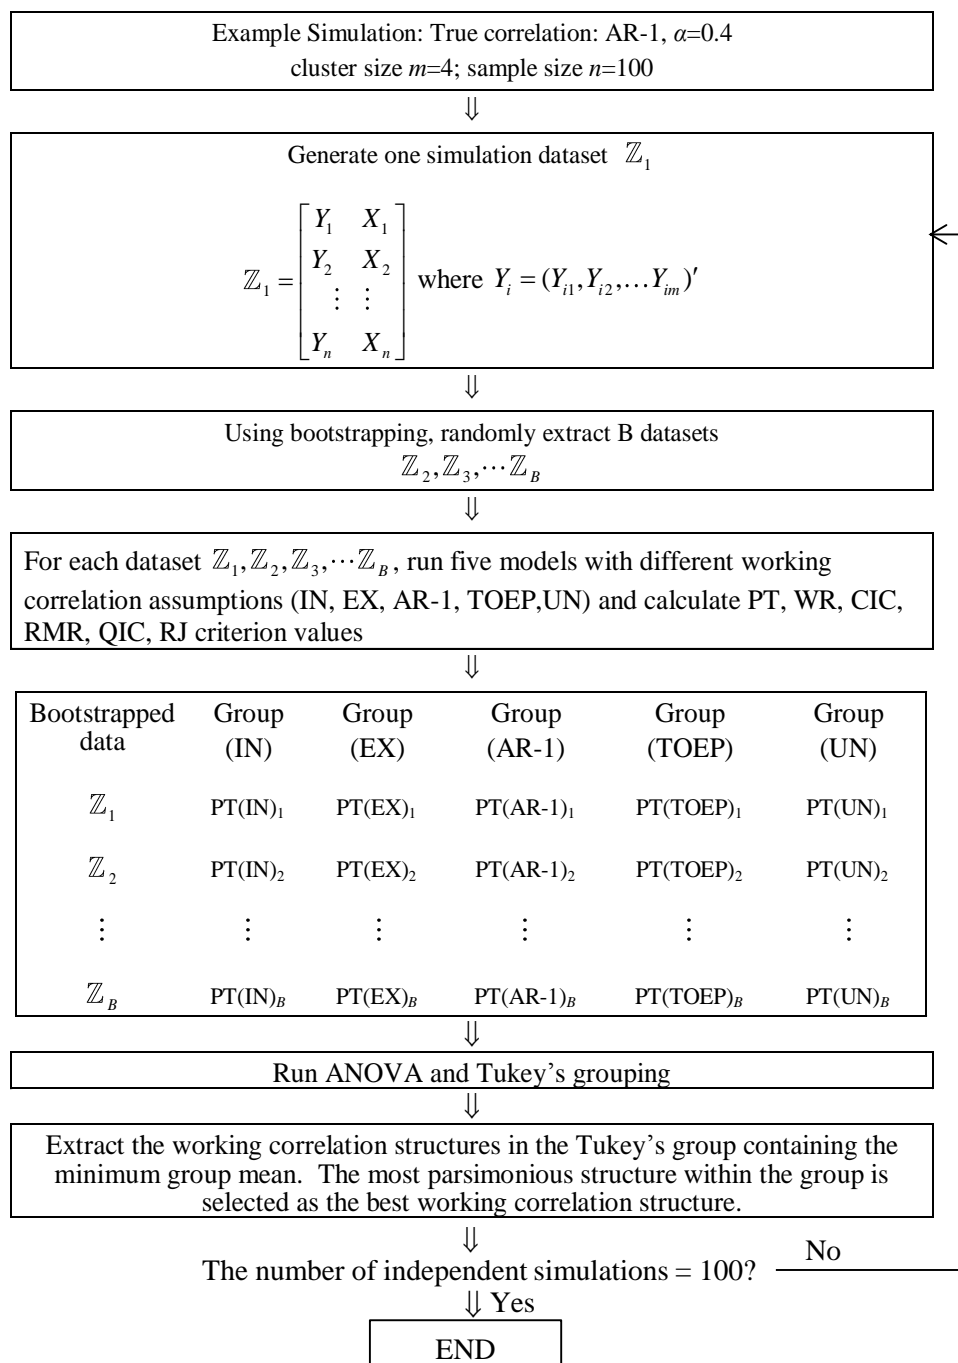 Example Simulation: True correlation: AR-1, α=0.4
cluster size m=4; sample size n=100
⇓
Generate one simulation dataset ℤ₁
ℤ₁ = [Y₁ X₁
Y₂ X₂
⋮ ⋮
Yₙ Xₙ] where Yᵢ = (Yᵢ₁,Yᵢ₂,…Yᵢₘ)′
⇓
Using bootstrapping, randomly extract B datasets
ℤ₂,ℤ₃,⋯ℤ_B
⇓
For each dataset ℤ₁,ℤ₂,ℤ₃,⋯ℤ_B, run five models with different working
correlation assumptions (IN, EX, AR-1, TOEP,UN) and calculate PT, WR, CIC,
RMR, QIC, RJ criterion values
⇓
Bootstrapped Group Group Group Group Group
data (IN) (EX) (AR-1) (TOEP) (UN)
ℤ₁ PT(IN)₁ PT(EX)₁ PT(AR-1)₁ PT(TOEP)₁ PT(UN)₁
ℤ₂ PT(IN)₂ PT(EX)₂ PT(AR-1)₂ PT(TOEP)₂ PT(UN)₂
⋮ ⋮ ⋮ ⋮ ⋮ ⋮
ℤ_B PT(IN)_B PT(EX)_B PT(AR-1)_B PT(TOEP)_B PT(UN)_B
⇓
Run ANOVA and Tukey's grouping
⇓
Extract the working correlation structures in the Tukey's group containing the
minimum group mean. The most parsimonious structure within the group is
selected as the best working correlation structure.
⇓
The number of independent simulations = 100? No
⇓ Yes
END